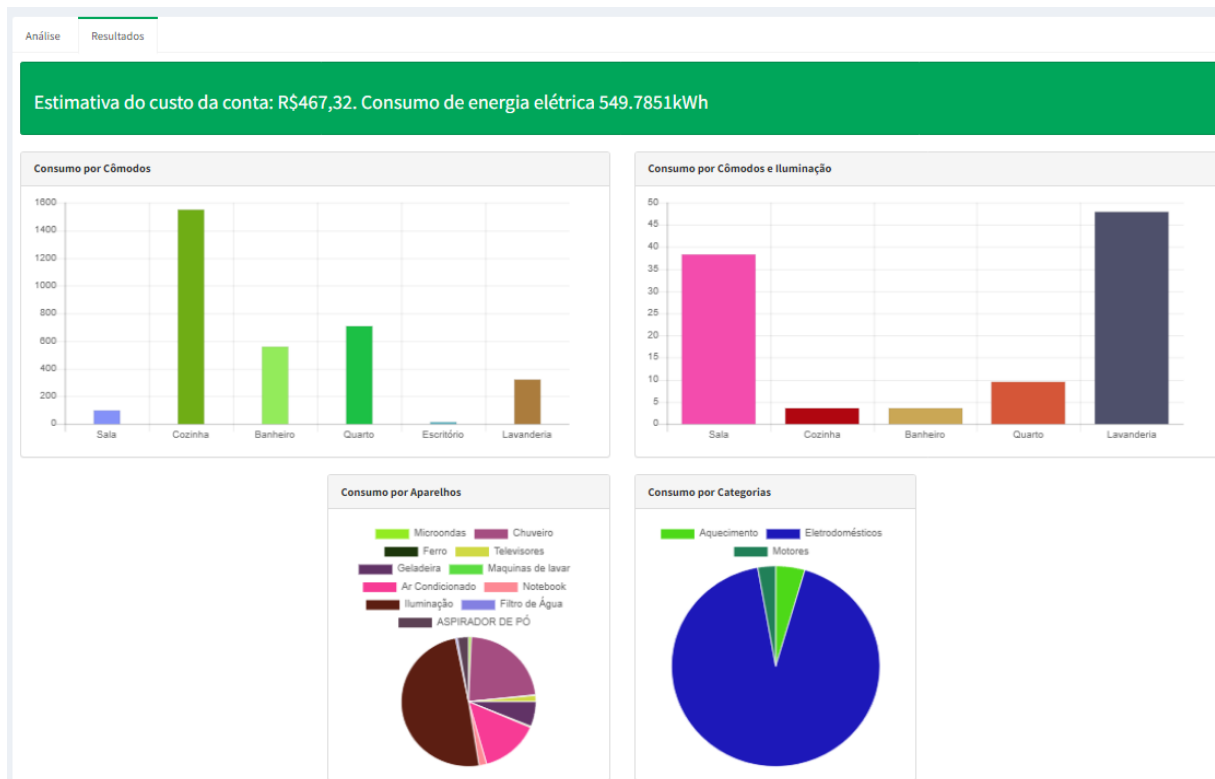 Análise Resultados
Estimativa do custo da conta: R$467,32. Consumo de energia elétrica 549.7851kWh
Consumo por Cômodos
1600
1400
1200
1000
800
600
400
200
0
Sala Cozinha Banheiro Quarto Escritório Lavanderia
Consumo por Cômodos e Iluminação
50
45
40
35
30
25
20
15
10
5
0
Sala Cozinha Banheiro Quarto Lavanderia
Consumo por Aparelhos
Microondas Chuveiro
Ferro Televisores
Geladeira Maquinas de lavar
Ar Condicionado Notebook
Iluminação Filtro de Água
ASPIRADOR DE PÓ
Consumo por Categorias
Aquecimento Eletrodomésticos
Motores